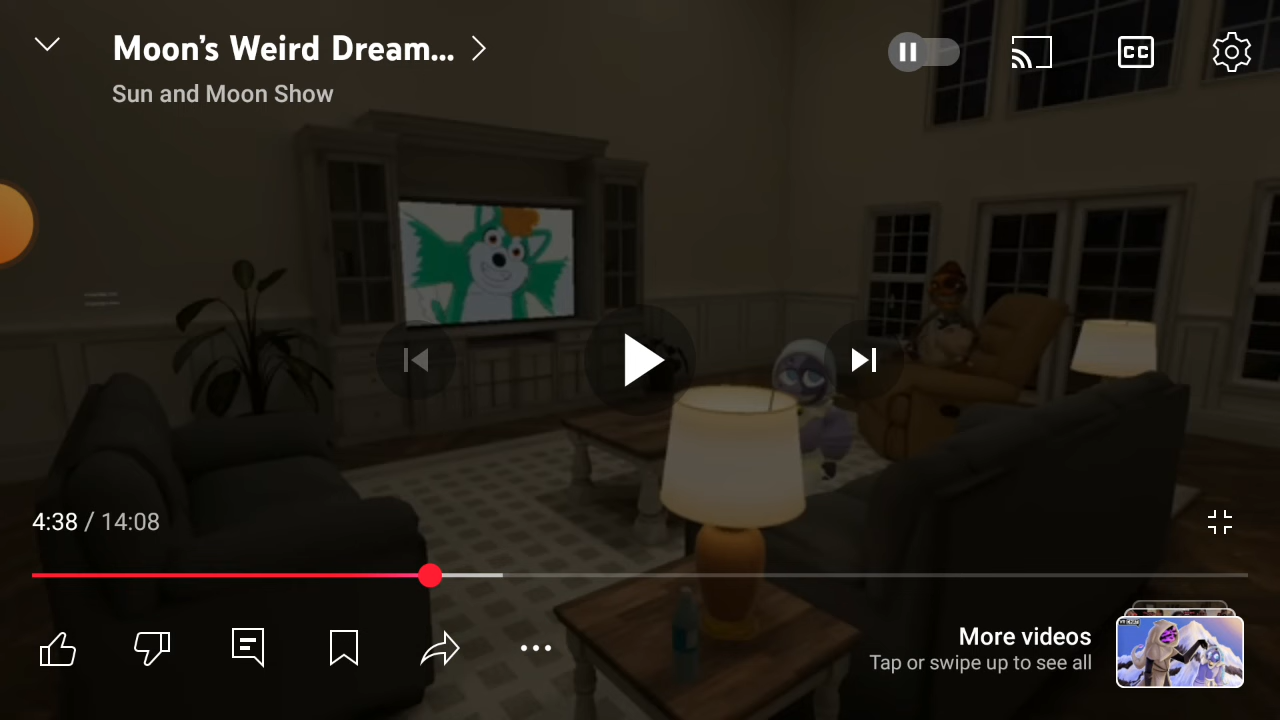 Moon's Weird Dream...
Sun and Moon Show
CC
4:38 / 14:08
More videos
Tap or swipe up to see all